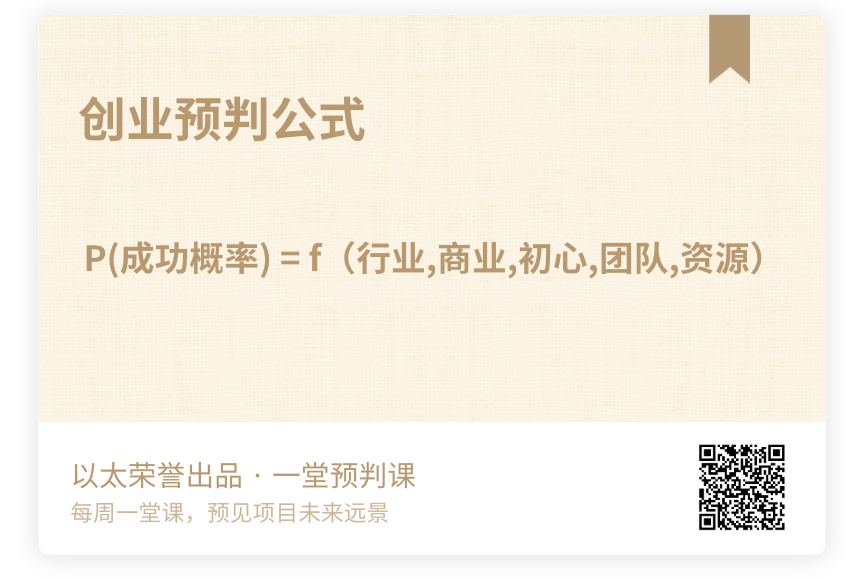 创业预判公式
P(成功概率) = f（行业,商业,初心,团队,资源）
以太荣誉出品 · 一堂预判课
每周一堂课，预见项目未来远景